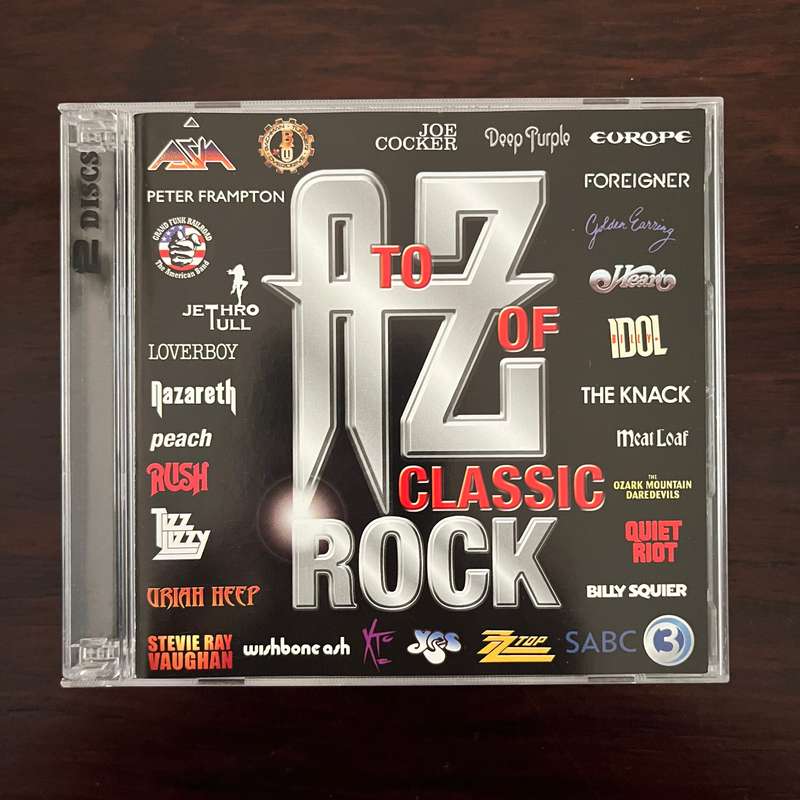 2 DISCS
ASIA
BTO
JOE
COCKER
Deep Purple
EUROPE
PETER FRAMPTON
FOREIGNER
A TO Z OF
CLASSIC
ROCK
GRAND FUNK RAILROAD
The American Band
Golden Earring
JETHRO
TULL
Heart
LOVERBOY
BILLY
IDOL
Nazareth
THE KNACK
peach
Meat Loaf
RUSH
THE
OZARK MOUNTAIN
DAREDEVILS
Tizz
Lizzy
QUIET
RIOT
URIAH HEEP
BILLY SQUIER
STEVIE RAY
VAUGHAN
wishbone ash
XTC
YES
ZZ TOP
SABC 3